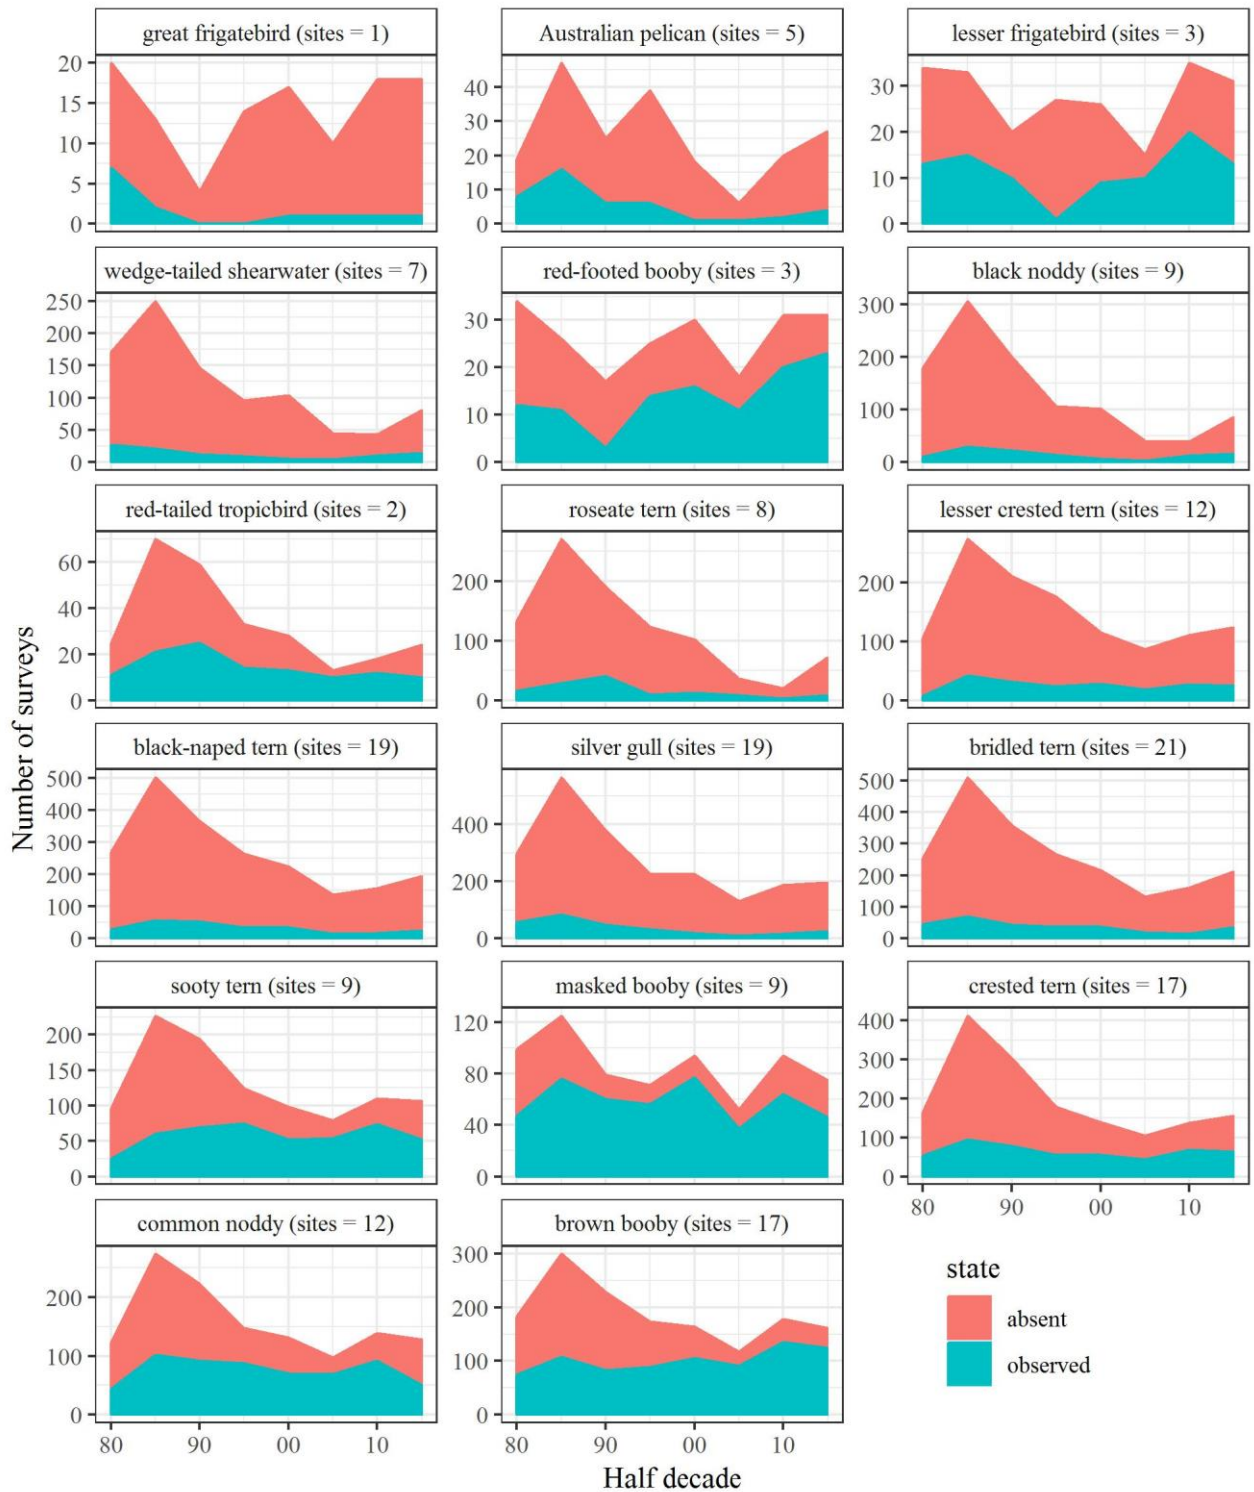 great frigatebird (sites = 1)
Australian pelican (sites = 5)
lesser frigatebird (sites = 3)
20
15
10
5
0
40
30
20
10
0
30
20
10
0
wedge-tailed shearwater (sites = 7)
red-footed booby (sites = 3)
black noddy (sites = 9)
250
200
150
100
50
0
30
20
10
0
300
200
100
0
red-tailed tropicbird (sites = 2)
roseate tern (sites = 8)
lesser crested tern (sites = 12)
60
40
20
0
200
100
0
200
100
0
Number of surveys
black-naped tern (sites = 19)
silver gull (sites = 19)
bridled tern (sites = 21)
500
400
300
200
100
0
400
200
0
500
400
300
200
100
0
sooty tern (sites = 9)
masked booby (sites = 9)
crested tern (sites = 17)
200
150
100
50
0
120
80
40
0
400
300
200
100
0
80 90 00 10
common noddy (sites = 12)
brown booby (sites = 17)
200
100
0
300
200
100
0
80 90 00 10
80 90 00 10
Half decade
state
absent
observed